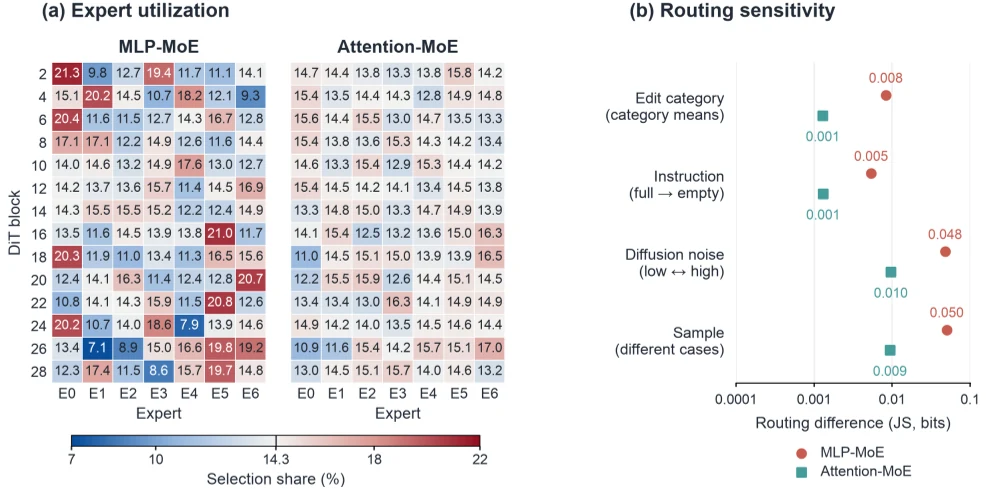 (a) Expert utilization
MLP-MoE
Attention-MoE
DiT block
2 21.3 9.8 12.7 19.4 11.7 11.1 14.1 14.7 14.4 13.8 13.3 13.8 15.8 14.2
4 15.1 20.2 14.5 10.7 18.2 12.1 9.3 15.4 13.5 14.4 14.3 12.8 14.9 14.8
6 20.4 11.6 11.5 12.7 14.3 16.7 12.8 15.6 14.4 15.5 13.0 14.7 13.5 13.3
8 17.1 17.1 12.2 14.9 12.6 11.6 14.4 15.4 13.8 13.6 15.3 14.3 14.2 13.4
10 14.0 14.6 13.2 14.9 17.6 13.0 12.7 14.6 13.3 15.4 12.9 15.3 14.4 14.2
12 14.2 13.7 13.6 15.7 11.4 14.5 16.9 15.4 14.5 14.2 14.1 13.4 14.5 13.8
14 14.3 15.5 15.5 15.2 12.2 12.4 14.9 13.3 14.8 15.0 13.3 14.7 14.9 13.9
16 13.5 11.6 14.5 13.9 13.8 21.0 11.7 14.1 15.4 12.5 13.2 13.6 15.0 16.3
18 20.3 11.9 11.0 13.4 11.3 16.5 15.6 11.0 14.5 15.1 15.0 13.9 13.9 16.5
20 12.4 14.1 16.3 11.4 12.4 12.8 20.7 12.2 15.5 15.9 12.6 14.4 15.1 14.5
22 10.8 14.1 14.3 15.9 11.5 20.8 12.6 13.4 13.4 13.0 16.3 14.1 14.9 14.9
24 20.2 10.7 14.0 18.6 7.9 13.9 14.6 14.9 14.2 14.0 13.5 14.5 14.6 14.4
26 13.4 7.1 8.9 15.0 16.6 19.8 19.2 10.9 11.6 15.4 14.2 15.7 15.1 17.0
28 12.3 17.4 11.5 8.6 15.7 19.7 14.8 13.0 14.5 15.1 15.7 14.0 14.6 13.2
E0 E1 E2 E3 E4 E5 E6 E0 E1 E2 E3 E4 E5 E6
Expert
Expert
7 10 14.3 18 22
Selection share (%)
(b) Routing sensitivity
0.008
Edit category
(category means)
0.001
0.005
Instruction
(full → empty)
0.001
0.048
Diffusion noise
(low ↔ high)
0.010
0.050
Sample
(different cases)
0.009
0.0001 0.001 0.01 0.1
Routing difference (JS, bits)
MLP-MoE
Attention-MoE